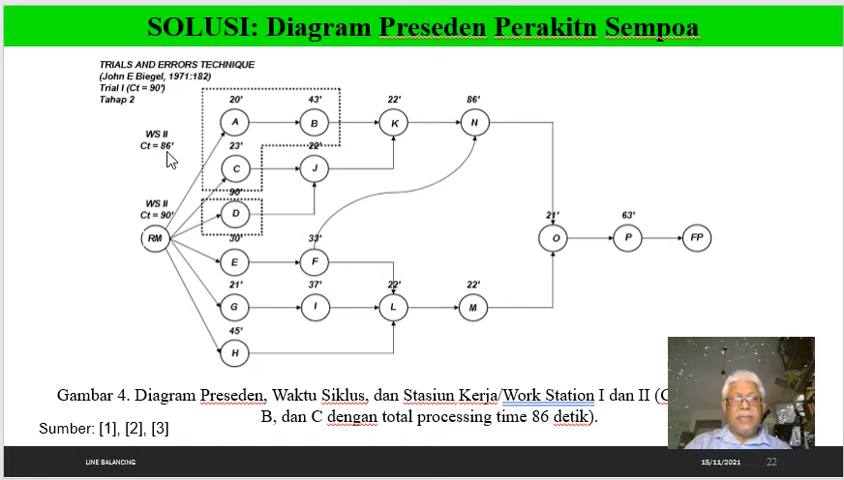 SOLUSI: Diagram Preseden Perakitn Sempoa
TRIALS AND ERRORS TECHNIQUE
(John E Biegel, 1971:182)
Trial I (Ct = 90')
Tahap 2
20'
43'
22'
86'
A
B
K
N
WS II
Ct = 86'
23'
22'
C
J
90'
WS II
Ct = 90'
D
21'
63'
RM
O
P
FP
30'
33'
E
F
21'
37'
22'
22'
G
I
L
M
45'
H
Gambar 4. Diagram Preseden, Waktu Siklus, dan Stasiun Kerja/Work Station I dan II (
B, dan C dengan total processing time 86 detik).
Sumber: [1], [2], [3]
LINE BALANCING
15/11/2021
22